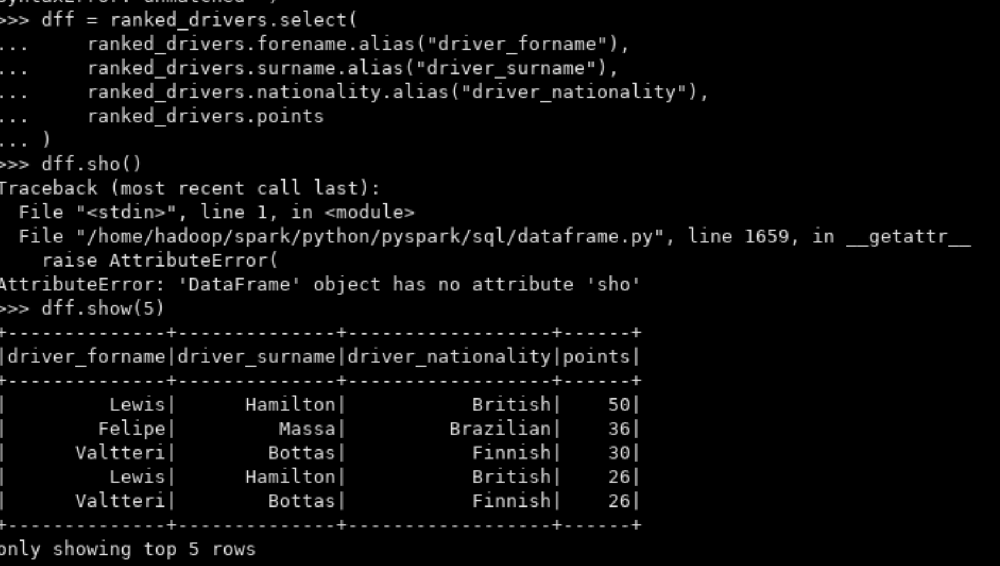 >>> dff = ranked_drivers.select(
...     ranked_drivers.forename.alias("driver_forname"),
...     ranked_drivers.surname.alias("driver_surname"),
...     ranked_drivers.nationality.alias("driver_nationality"),
...     ranked_drivers.points
... )
>>> dff.sho()
Traceback (most recent call last):
  File "<stdin>", line 1, in <module>
  File "/home/hadoop/spark/python/pyspark/sql/dataframe.py", line 1659, in __getattr__
    raise AttributeError(
AttributeError: 'DataFrame' object has no attribute 'sho'
>>> dff.show(5)
+--------------+--------------+------------------+------+
|driver_forname|driver_surname|driver_nationality|points|
+--------------+--------------+------------------+------+
|         Lewis|      Hamilton|           British|    50|
|        Felipe|         Massa|         Brazilian|    36|
|      Valtteri|        Bottas|           Finnish|    30|
|         Lewis|      Hamilton|           British|    26|
|      Valtteri|        Bottas|           Finnish|    26|
+--------------+--------------+------------------+------+
only showing top 5 rows